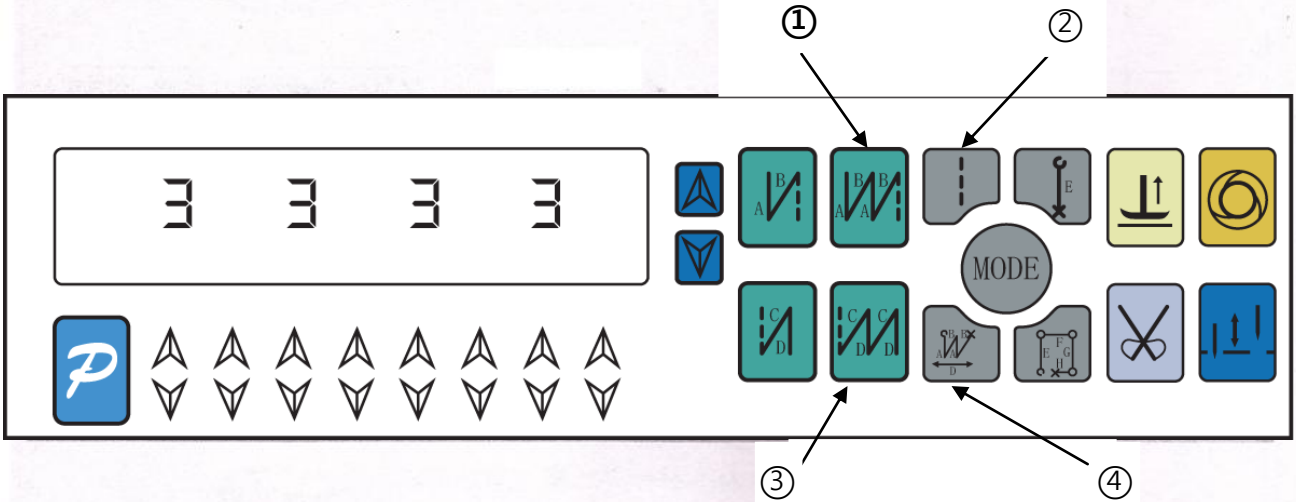 ① ②
3 3 3 3
A B
A B A B
E
MODE
P
C D
C D C D
A B A B D
E F G H
③ ④